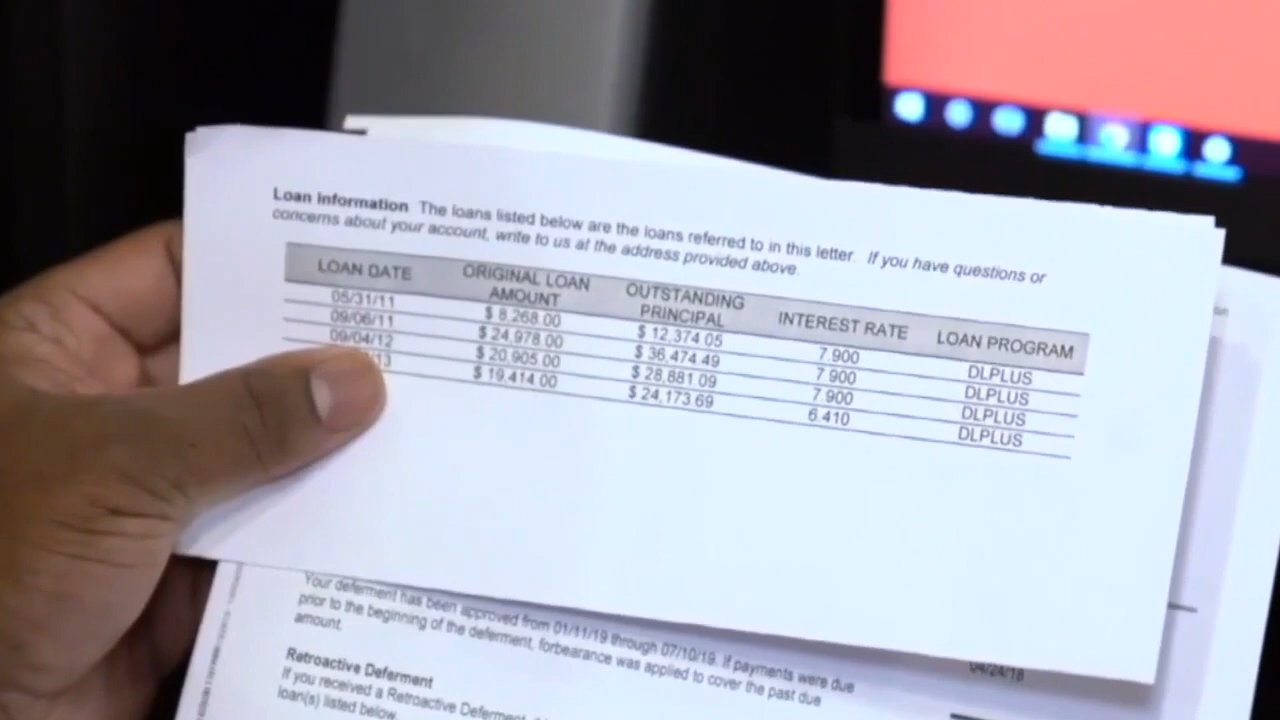 Loan Information The loans listed below are the loans referred to in this letter. If you have questions or
concerns about your account, write to us at the address provided above.
LOAN DATE ORIGINAL LOAN AMOUNT OUTSTANDING PRINCIPAL INTEREST RATE LOAN PROGRAM
05/31/11 $ 8,268.00 $ 12,374.05 7.900 DLPLUS
09/06/11 $ 24,978.00 $ 36,474.49 7.900 DLPLUS
09/04/12 $ 20,905.00 $ 28,881.09 7.900 DLPLUS
13 $ 19,414.00 $ 24,173.69 6.410 DLPLUS
Your deferment has been approved from 01/11/19 through 07/10/19. If payments were due
prior to the beginning of the deferment, forbearance was applied to cover the past due
amount.
04/24/18
Retroactive Deferment
If you received a Retroactive Deferment,
loan(s) listed below